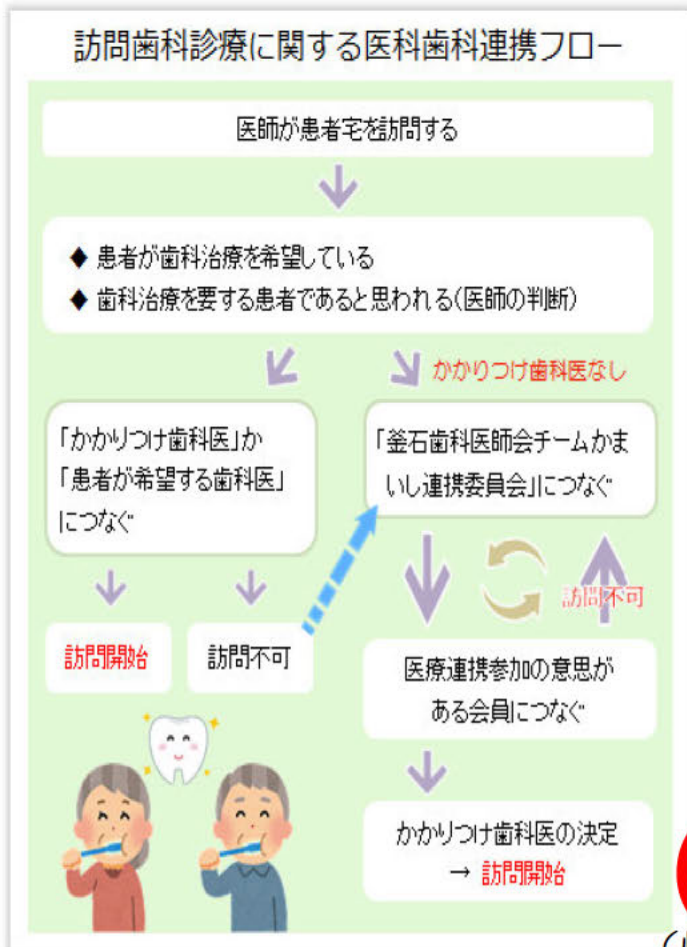 訪問歯科診療に関する医科歯科連携フロー
医師が患者宅を訪問する
◆ 患者が歯科治療を希望している
◆ 歯科治療を要する患者であると思われる(医師の判断)
かかりつけ歯科医なし
「かかりつけ歯科医」か
「患者が希望する歯科医」
につなぐ
「釜石歯科医師会チームかま
いし連携委員会」につなぐ
訪問開始
訪問不可
訪問不可
医療連携参加の意思が
ある会員につなぐ
かかりつけ歯科医の決定
→ 訪問開始